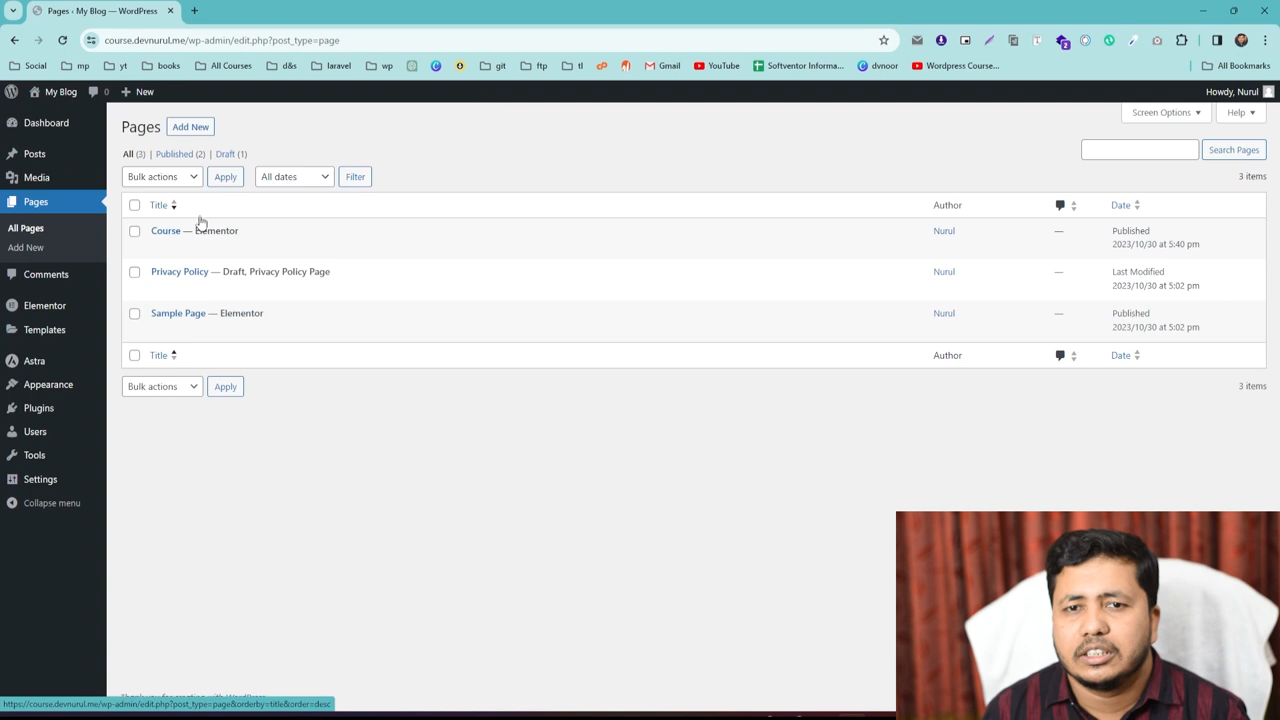 Pages ‹ My Blog — WordPress
course.devnurul.me/wp-admin/edit.php?post_type=page
Social mp yt books All Courses d&s laravel wp git ftp tl Gmail YouTube Softventor Informa... dvnoor Wordpress Course... All Bookmarks
My Blog 0 New Howdy, Nurul
Screen Options Help
Pages Add New
All (3) | Published (2) | Draft (1)
Search Pages
Bulk actions Apply All dates Filter 3 items
Title Author Date
Course — Elementor Nurul — Published
2023/10/30 at 5:40 pm
Privacy Policy — Draft, Privacy Policy Page Nurul — Last Modified
2023/10/30 at 5:02 pm
Sample Page — Elementor Nurul — Published
2023/10/30 at 5:02 pm
Title Author Date
Bulk actions Apply 3 items
Dashboard
Posts
Media
Pages
All Pages
Add New
Comments
Elementor
Templates
Astra
Appearance
Plugins
Users
Tools
Settings
Collapse menu
https://course.devnurul.me/wp-admin/edit.php?post_type=page&orderby=title&order=desc